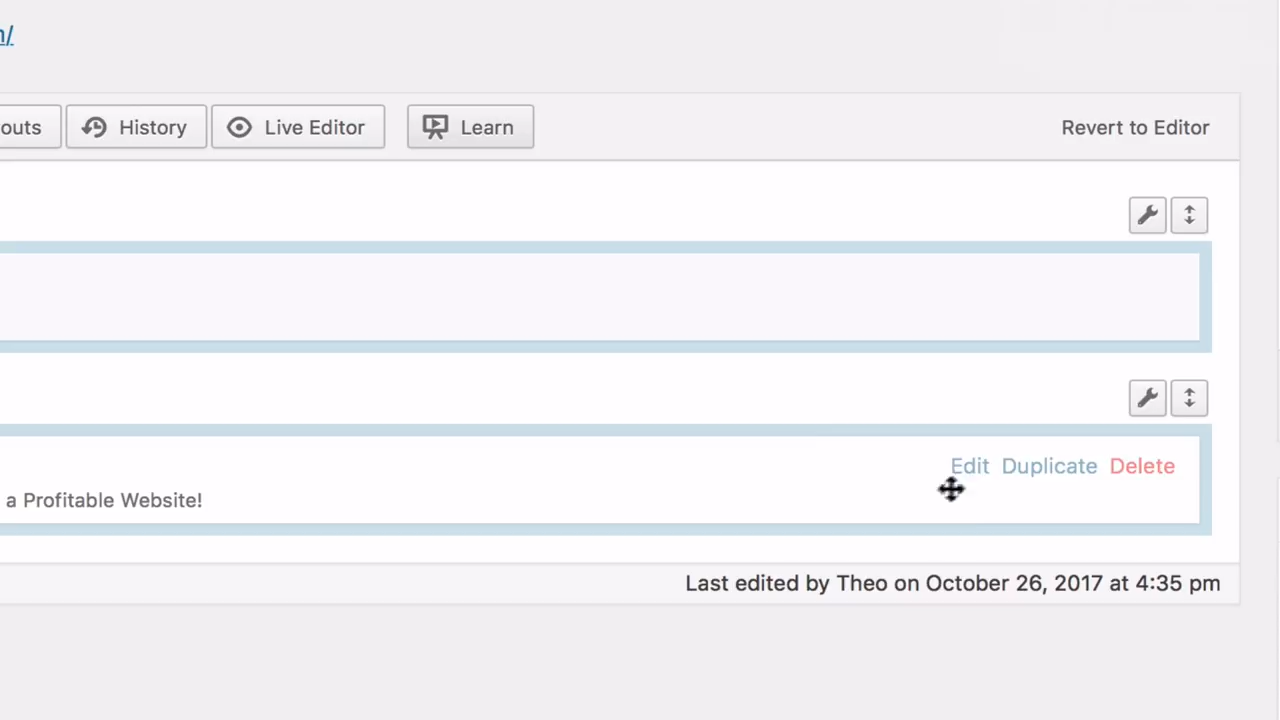 n/
outs History Live Editor Learn Revert to Editor
Edit Duplicate Delete
a Profitable Website!
Last edited by Theo on October 26, 2017 at 4:35 pm